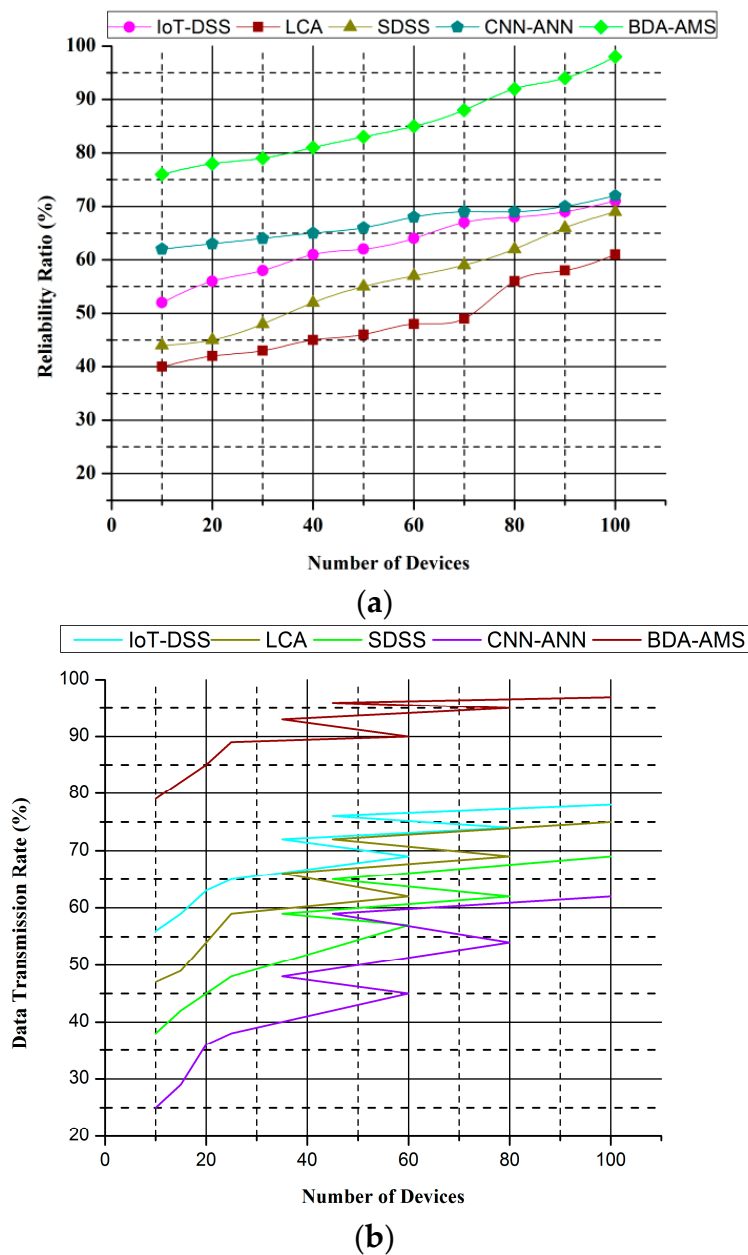 IoT-DSS LCA SDSS CNN-ANN BDA-AMS
100
90
80
70
60
50
40
30
20
Reliability Ratio (%)
0 20 40 60 80 100
Number of Devices
(a)
IoT-DSS LCA SDSS CNN-ANN BDA-AMS
100
90
80
70
60
50
40
30
20
Data Transmission Rate (%)
0 20 40 60 80 100
Number of Devices
(b)